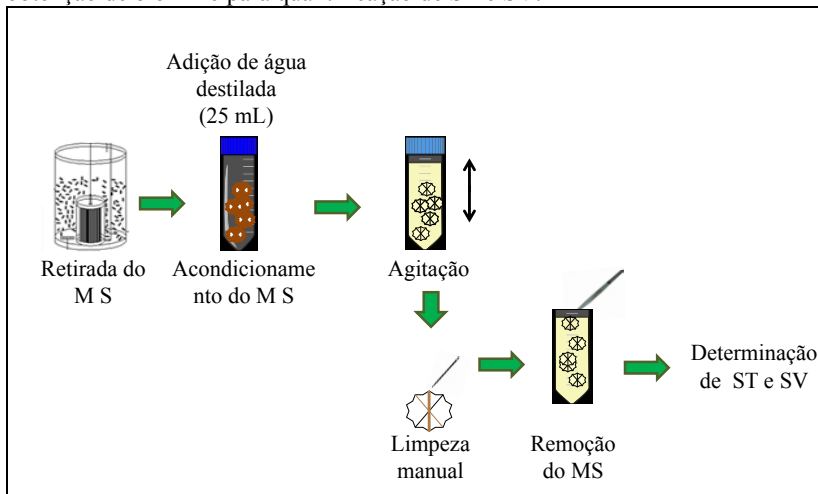 Adição de água
destilada
(25 mL)
Retirada do
M S
Acondicioname
nto do M S
Agitação
Limpeza
manual
Remoção
do MS
Determinação
de ST e SV